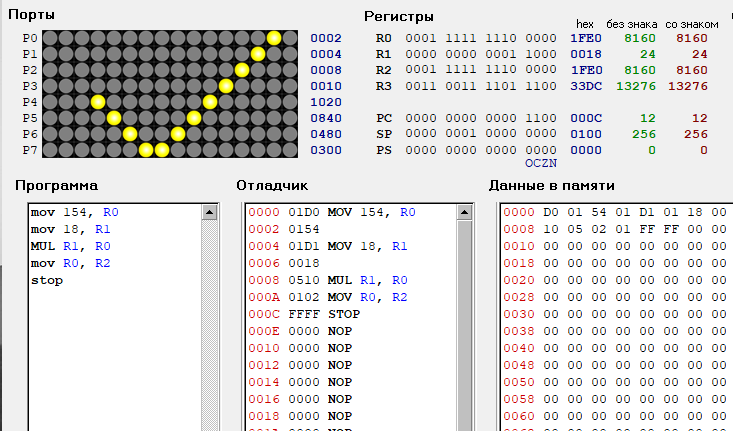 Порты
P0 0002
P1 0004
P2 0008
P3 0010
P4 1020
P5 0840
P6 0480
P7 0300
Регистры
hex без знака со знаком
R0 0001 1111 1110 0000 1FE0 8160 8160
R1 0000 0000 0001 1000 0018 24 24
R2 0001 1111 1110 0000 1FE0 8160 8160
R3 0011 0011 1101 1100 33DC 13276 13276
PC 0000 0000 0000 1100 000C 12 12
SP 0000 0001 0000 0000 0100 256 256
PS 0000 0000 0000 0000 0000 0 0
OCZN
Программа
mov 154, R0
mov 18, R1
MUL R1, R0
mov R0, R2
stop
Отладчик
0000 01D0 MOV 154, R0
0002 0154
0004 01D1 MOV 18, R1
0006 0018
0008 0510 MUL R1, R0
000A 0102 MOV R0, R2
000C FFFF STOP
000E 0000 NOP
0010 0000 NOP
0012 0000 NOP
0014 0000 NOP
0016 0000 NOP
0018 0000 NOP
Данные в памяти
0000 D0 01 54 01 D1 01 18 00
0008 10 05 02 01 FF FF 00 00
0010 00 00 00 00 00 00 00 00
0018 00 00 00 00 00 00 00 00
0020 00 00 00 00 00 00 00 00
0028 00 00 00 00 00 00 00 00
0030 00 00 00 00 00 00 00 00
0038 00 00 00 00 00 00 00 00
0040 00 00 00 00 00 00 00 00
0048 00 00 00 00 00 00 00 00
0050 00 00 00 00 00 00 00 00
0058 00 00 00 00 00 00 00 00
0060 00 00 00 00 00 00 00 00